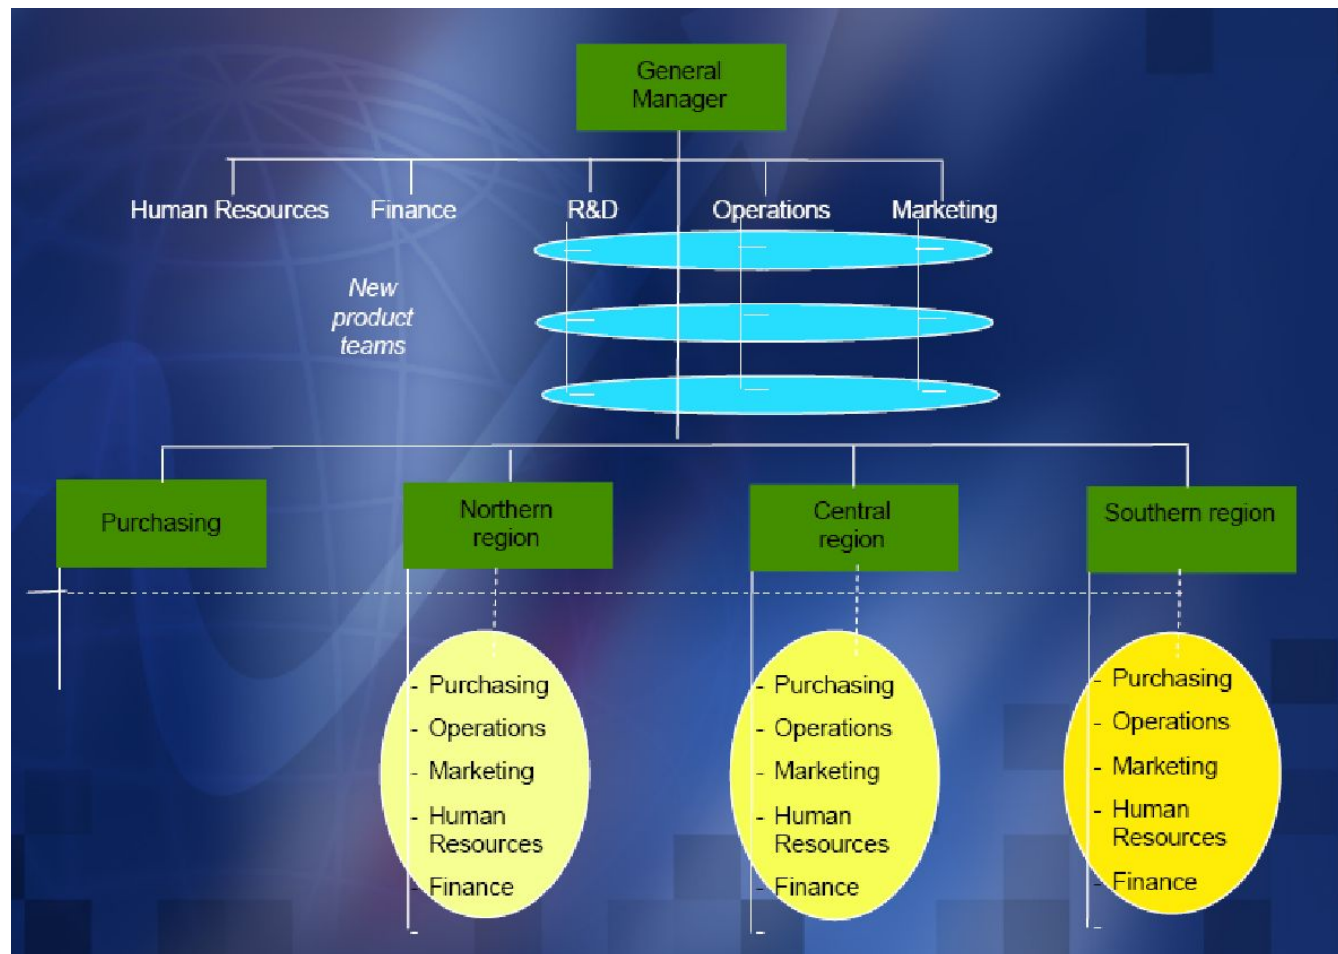 General
Manager
Human Resources
Finance
R&D
Operations
Marketing
New
product
teams
Purchasing
Northern
region
Central
region
Southern region
- Purchasing
- Operations
- Marketing
- Human
Resources
- Finance
-
- Purchasing
- Operations
- Marketing
- Human
Resources
- Finance
-
- Purchasing
- Operations
- Marketing
- Human
Resources
- Finance
-